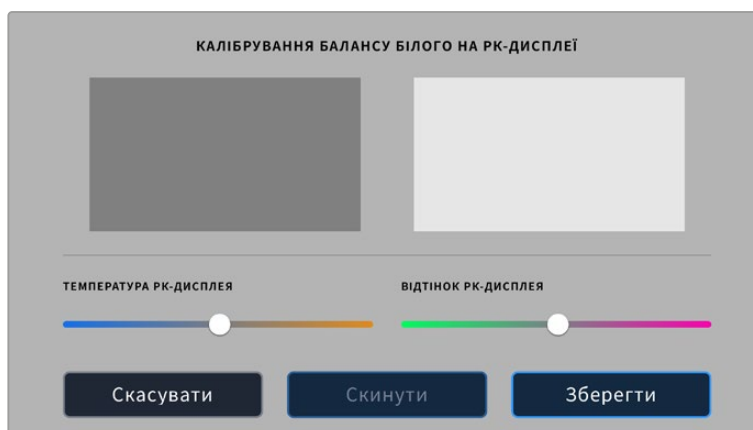 КАЛІБРУВАННЯ БАЛАНСУ БІЛОГО НА РК-ДИСПЛЕЇ
ТЕМПЕРАТУРА РК-ДИСПЛЕЯ
ВІДТІНОК РК-ДИСПЛЕЯ
Скасувати
Скинути
Зберегти